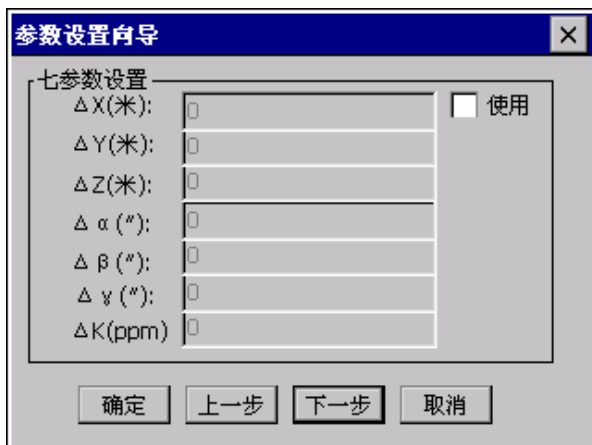 参数设置向导
七参数设置
ΔX(米): 0 使用
ΔY(米): 0
ΔZ(米): 0
Δα(″): 0
Δβ(″): 0
Δγ(″): 0
ΔK(ppm) 0
确定 上一步 下一步 取消